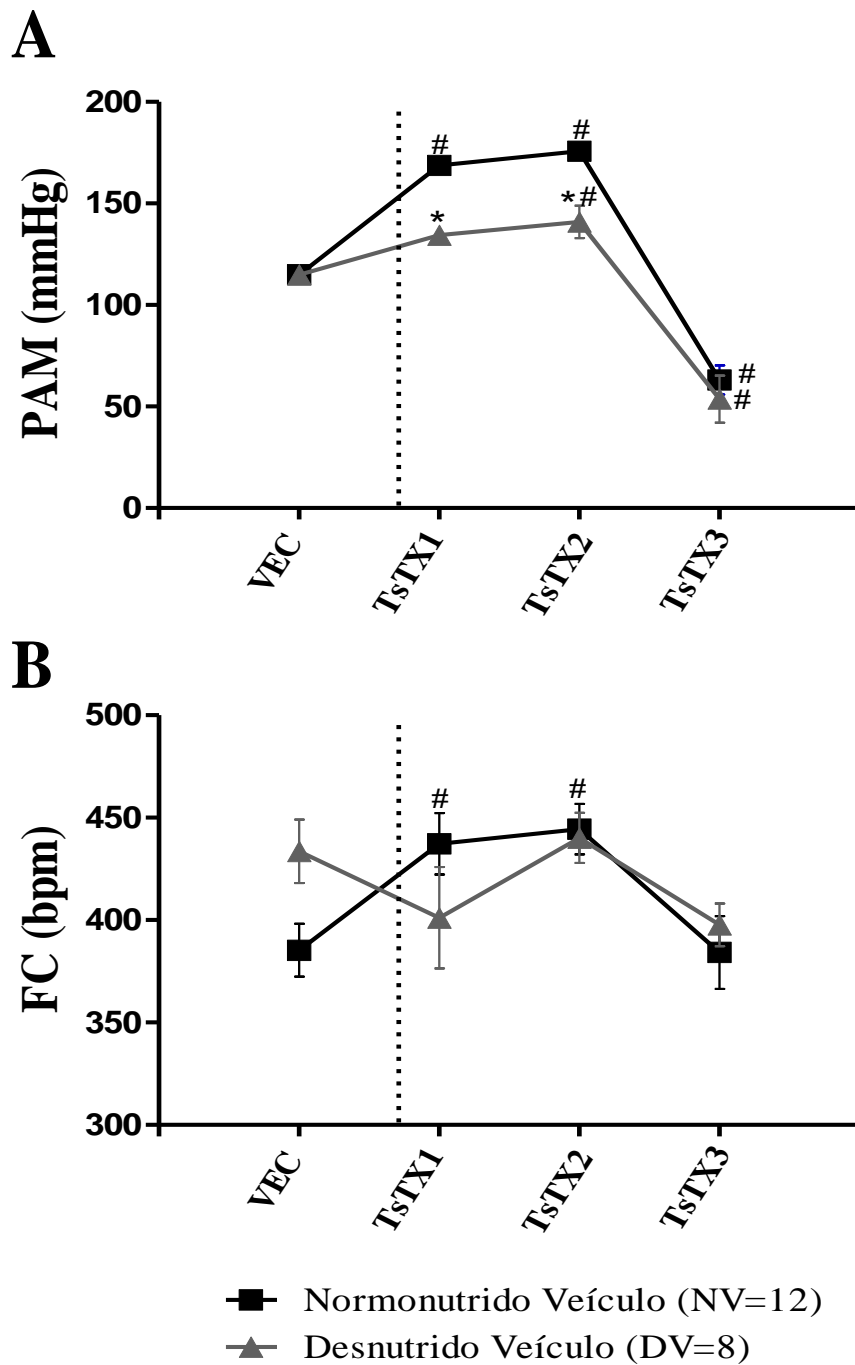 A
PAM (mmHg)
200
150
100
50
0
#
#
*
*#
#
#
VEC
TsTX1
TsTX2
TsTX3
B
FC (bpm)
500
450
400
350
300
#
#
VEC
TsTX1
TsTX2
TsTX3
Normonutrido Veículo (NV=12)
Desnutrido Veículo (DV=8)